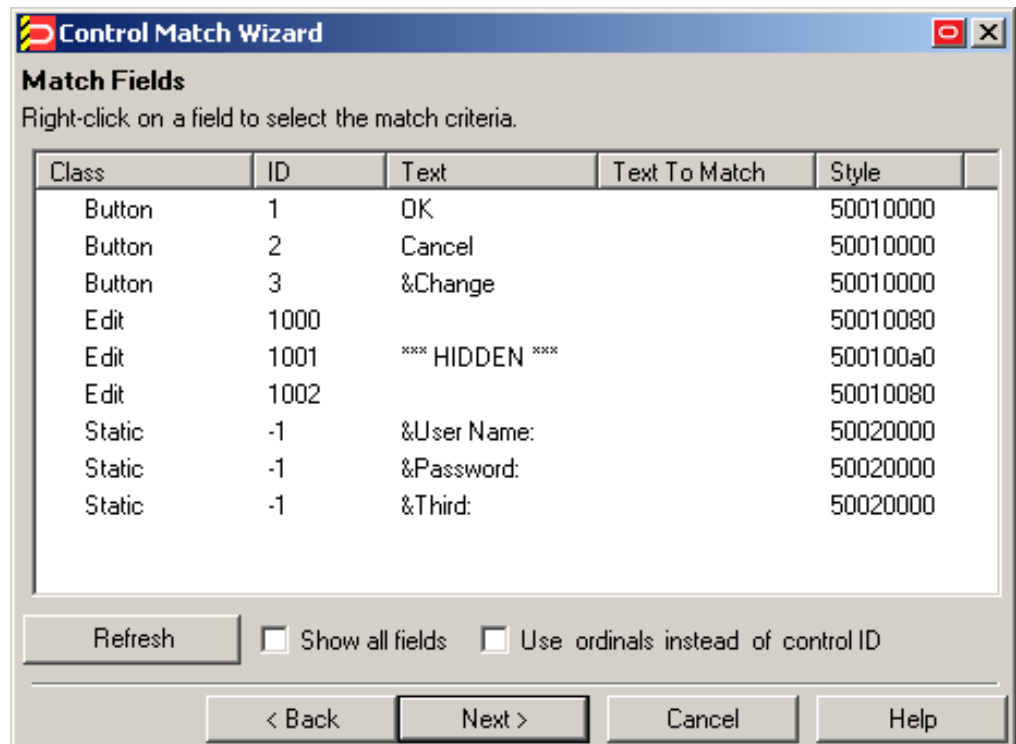 Control Match Wizard
Match Fields
Right-click on a field to select the match criteria.
Class ID Text Text To Match Style
Button 1 OK 50010000
Button 2 Cancel 50010000
Button 3 &Change 50010000
Edit 1000 50010080
Edit 1001 *** HIDDEN *** 500100a0
Edit 1002 50010080
Static -1 &User Name: 50020000
Static -1 &Password: 50020000
Static -1 &Third: 50020000
Refresh Show all fields Use ordinals instead of control ID
< Back Next > Cancel Help